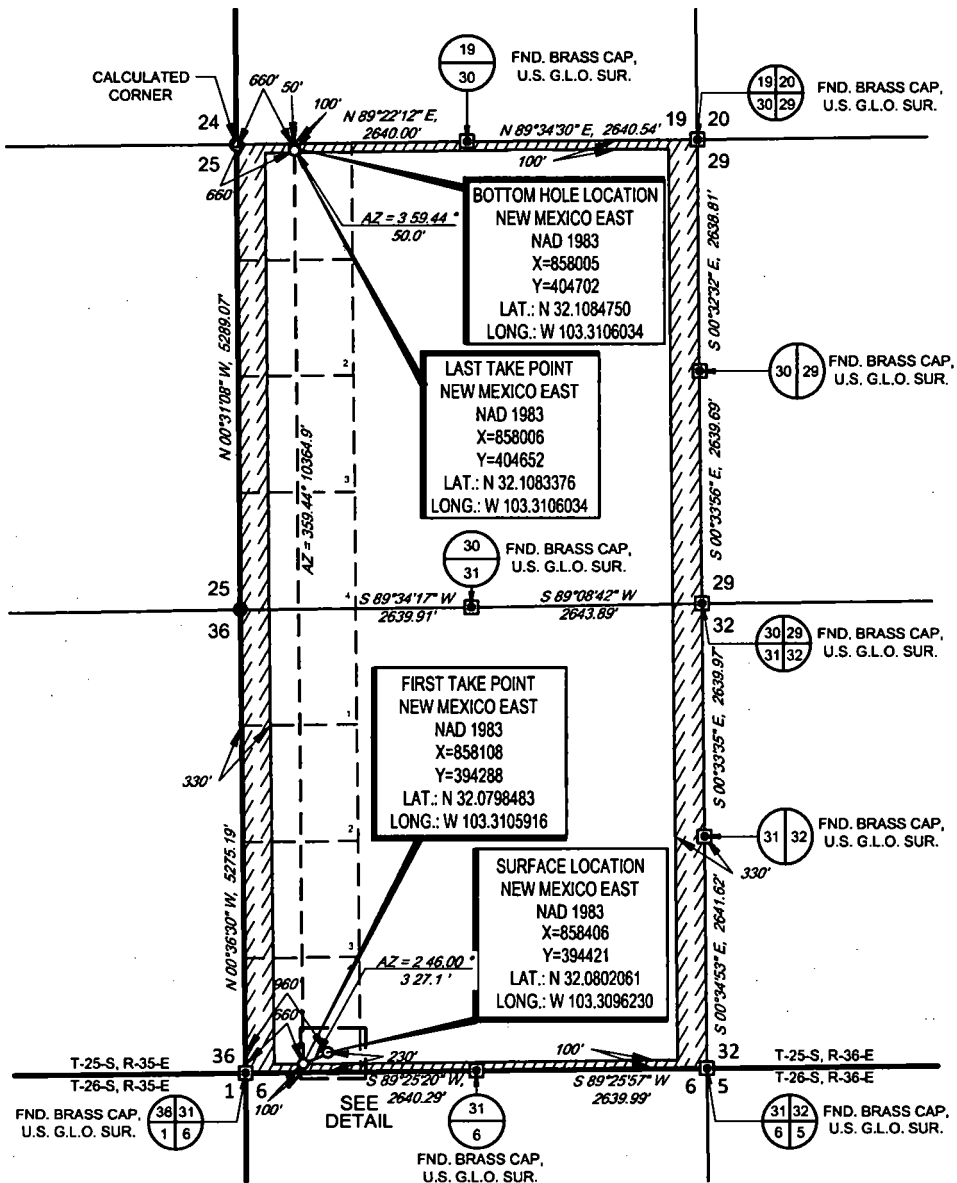 19
30
FND. BRASS CAP,
U.S. G.L.O. SUR.
19 20
30 29
FND. BRASS CAP,
U.S. G.L.O. SUR.
CALCULATED
CORNER
660'
50'
100'
N 89°22'12" E,
2640.00'
N 89°34'30" E, 2640.54'
24
19
20
25
29
660'
100'
BOTTOM HOLE LOCATION
NEW MEXICO EAST
NAD 1983
X=858005
Y=404702
LAT.: N 32.1084750
LONG.: W 103.3106034
AZ = 3 59.44 °
50.0'
S 00°32'32" E, 2638.81'
N 00°31'08" W, 5289.07'
LAST TAKE POINT
NEW MEXICO EAST
NAD 1983
X=858006
Y=404652
LAT.: N 32.1083376
LONG.: W 103.3106034
30 29
FND. BRASS CAP,
U.S. G.L.O. SUR.
2
AZ = 359.44° 10364.9'
3
S 00°33'56" E, 2639.69'
30
31
FND. BRASS CAP,
U.S. G.L.O. SUR.
25
4
S 89°34'17" W
2639.91'
S 89°08'42" W
2643.89'
29
36
32
30 29
31 32
FND. BRASS CAP,
U.S. G.L.O. SUR.
FIRST TAKE POINT
NEW MEXICO EAST
NAD 1983
X=858108
Y=394288
LAT.: N 32.0798483
LONG.: W 103.3105916
1
330'
S 00°33'35" E, 2639.97'
2
31 32
FND. BRASS CAP,
U.S. G.L.O. SUR.
330'
SURFACE LOCATION
NEW MEXICO EAST
NAD 1983
X=858406
Y=394421
LAT.: N 32.0802061
LONG.: W 103.3096230
N 00°36'30" W, 5275.19'
3
AZ = 2 46.00 °
3 27.1 '
960'
660'
S 00°34'53" E, 2641.62'
230'
100'
36
32
T-25-S, R-35-E
T-26-S, R-35-E
T-25-S, R-36-E
T-26-S, R-36-E
1
6
6
5
100'
S 89°25'20" W,
2640.29'
S 89°25'57" W
2639.99'
SEE
DETAIL
FND. BRASS CAP,
U.S. G.L.O. SUR.
36 31
1 6
31
6
FND. BRASS CAP,
U.S. G.L.O. SUR.
FND. BRASS CAP,
U.S. G.L.O. SUR.
31 32
6 5